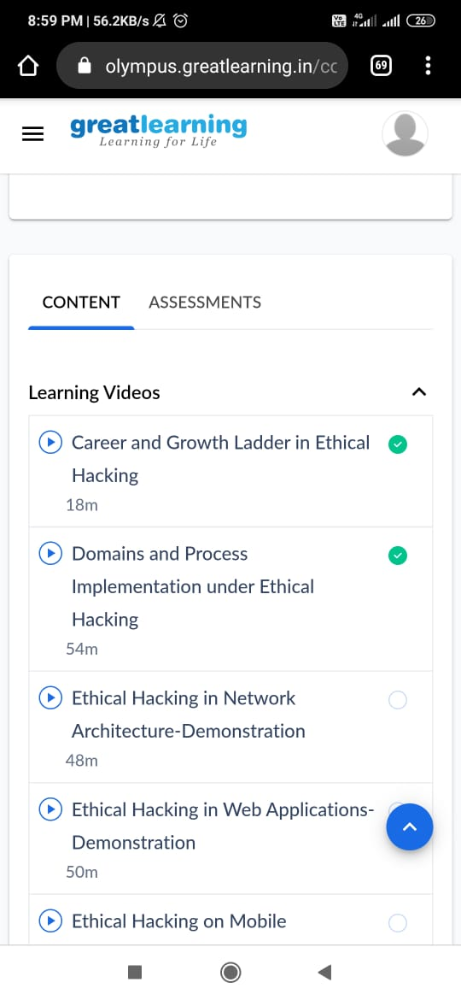 8:59 PM | 56.2KB/s
Vo LTE 4G 26
olympus.greatlearning.in/cc 69
greatlearning
Learning for Life
CONTENT ASSESSMENTS
Learning Videos
Career and Growth Ladder in Ethical
Hacking
18m
Domains and Process
Implementation under Ethical
Hacking
54m
Ethical Hacking in Network
Architecture-Demonstration
48m
Ethical Hacking in Web Applications-
Demonstration
50m
Ethical Hacking on Mobile